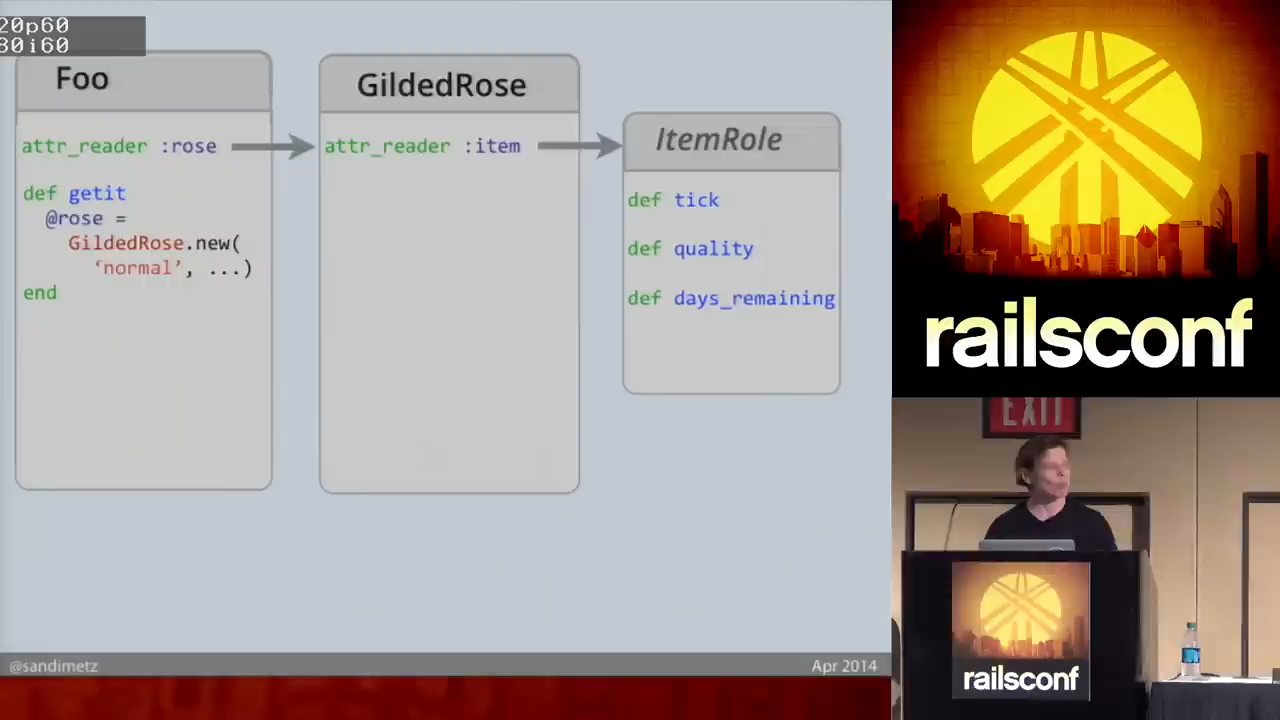 20p60
80i60
Foo
attr_reader :rose
def getit
@rose =
GildedRose.new(
‘normal’, ...)
end
GildedRose
attr_reader :item
ItemRole
def tick
def quality
def days_remaining
@sandimetz
Apr 2014
railsconf
EXIT
railsconf